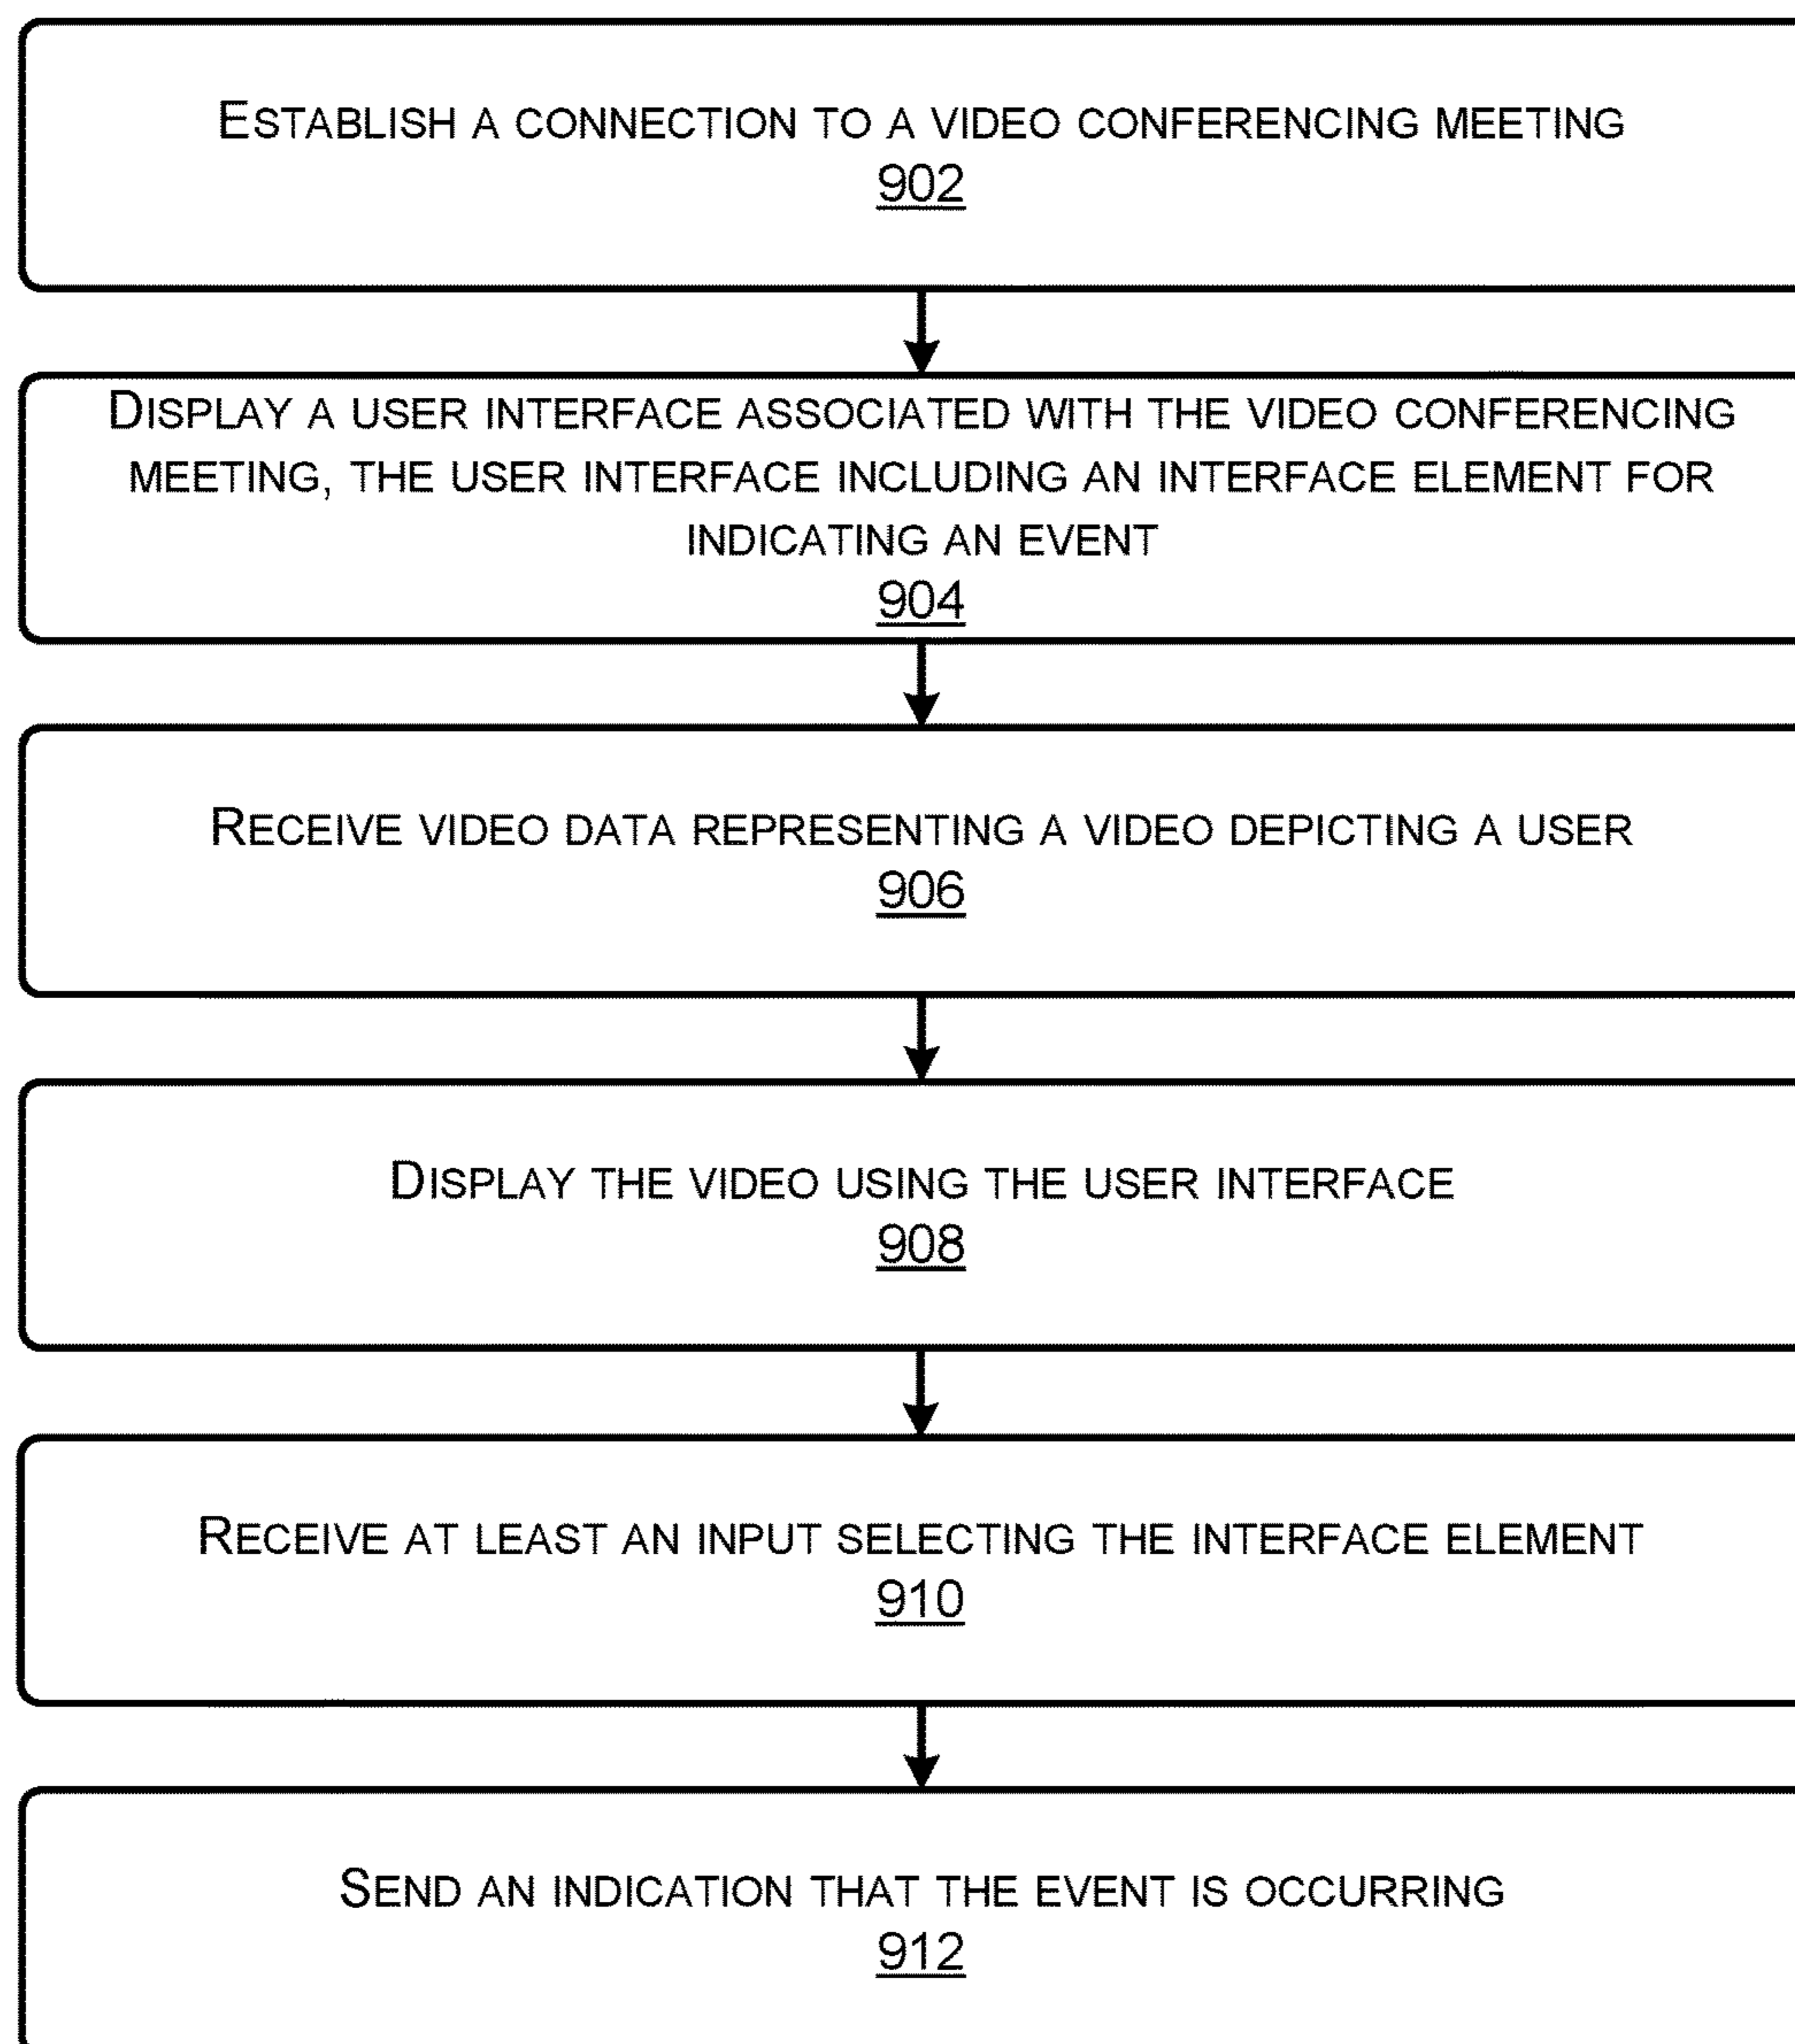 ESTABLISH A CONNECTION TO A VIDEO CONFERENCING MEETING
902
DISPLAY A USER INTERFACE ASSOCIATED WITH THE VIDEO CONFERENCING
MEETING, THE USER INTERFACE INCLUDING AN INTERFACE ELEMENT FOR
INDICATING AN EVENT
904
RECEIVE VIDEO DATA REPRESENTING A VIDEO DEPICTING A USER
906
DISPLAY THE VIDEO USING THE USER INTERFACE
908
RECEIVE AT LEAST AN INPUT SELECTING THE INTERFACE ELEMENT
910
SEND AN INDICATION THAT THE EVENT IS OCCURRING
912